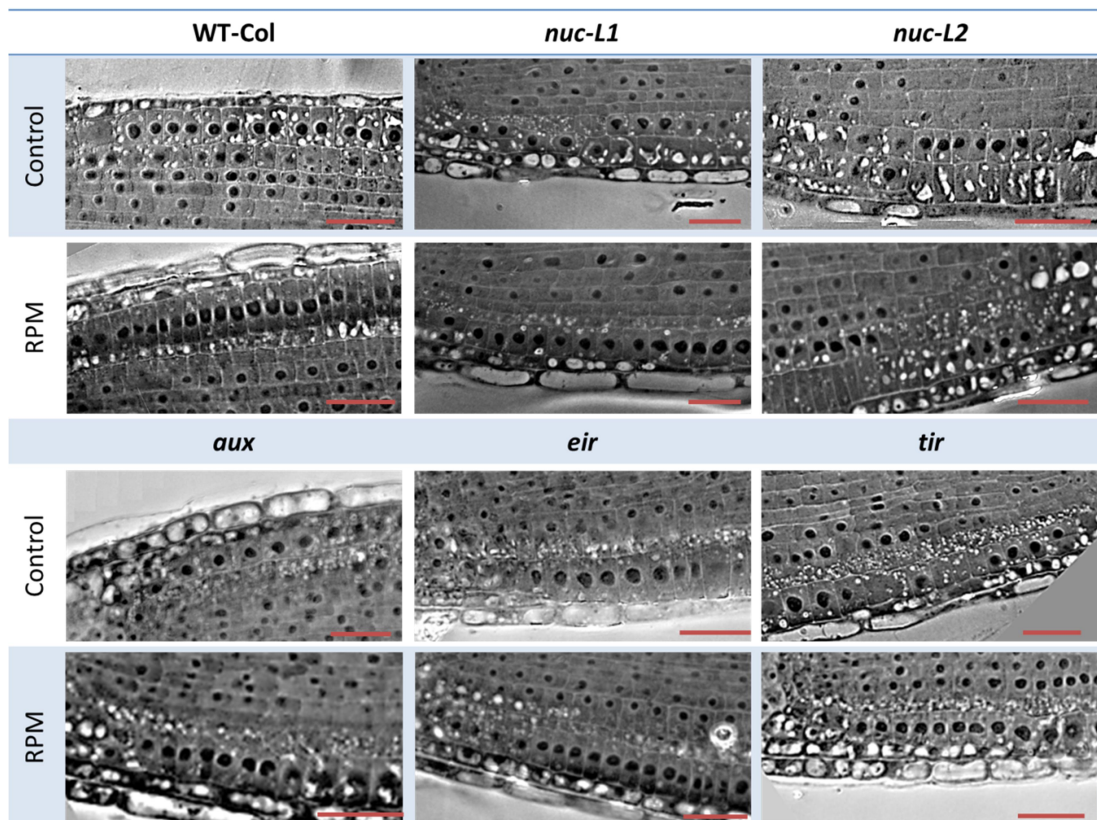 WT-Col nuc-L1 nuc-L2
Control
RPM
aux eir tir
Control
RPM